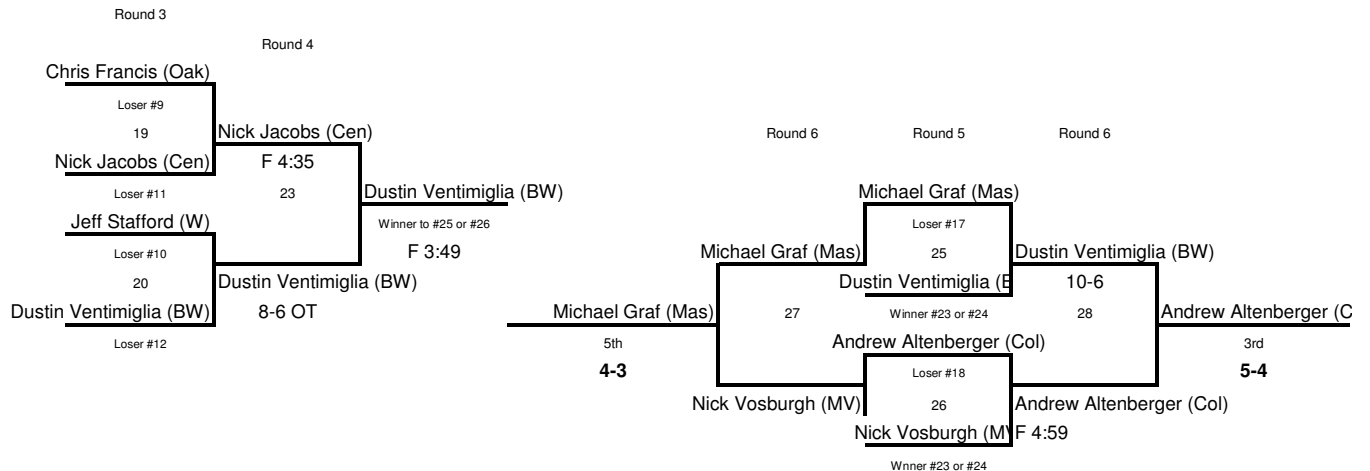 Round 3
Round 4
Chris Francis (Oak)
Loser #9
19
Nick Jacobs (Cen)
Round 6
Round 5
Round 6
Nick Jacobs (Cen)
F 4:35
Loser #11
23
Dustin Ventimiglia (BW)
Michael Graf (Mas)
Jeff Stafford (W)
Winner to #25 or #26
Loser #17
Loser #10
F 3:49
Michael Graf (Mas)
25
Dustin Ventimiglia (BW)
20
Dustin Ventimiglia (BW)
Dustin Ventimiglia (B
10-6
Dustin Ventimiglia (BW)
8-6 OT
Michael Graf (Mas)
27
Winner #23 or #24
28
Andrew Altenberger (C
Loser #12
5th
Andrew Altenberger (Col)
3rd
4-3
Loser #18
5-4
Nick Vosburgh (MV)
26
Andrew Altenberger (Col)
Nick Vosburgh (MV
F 4:59
Wnner #23 or #24